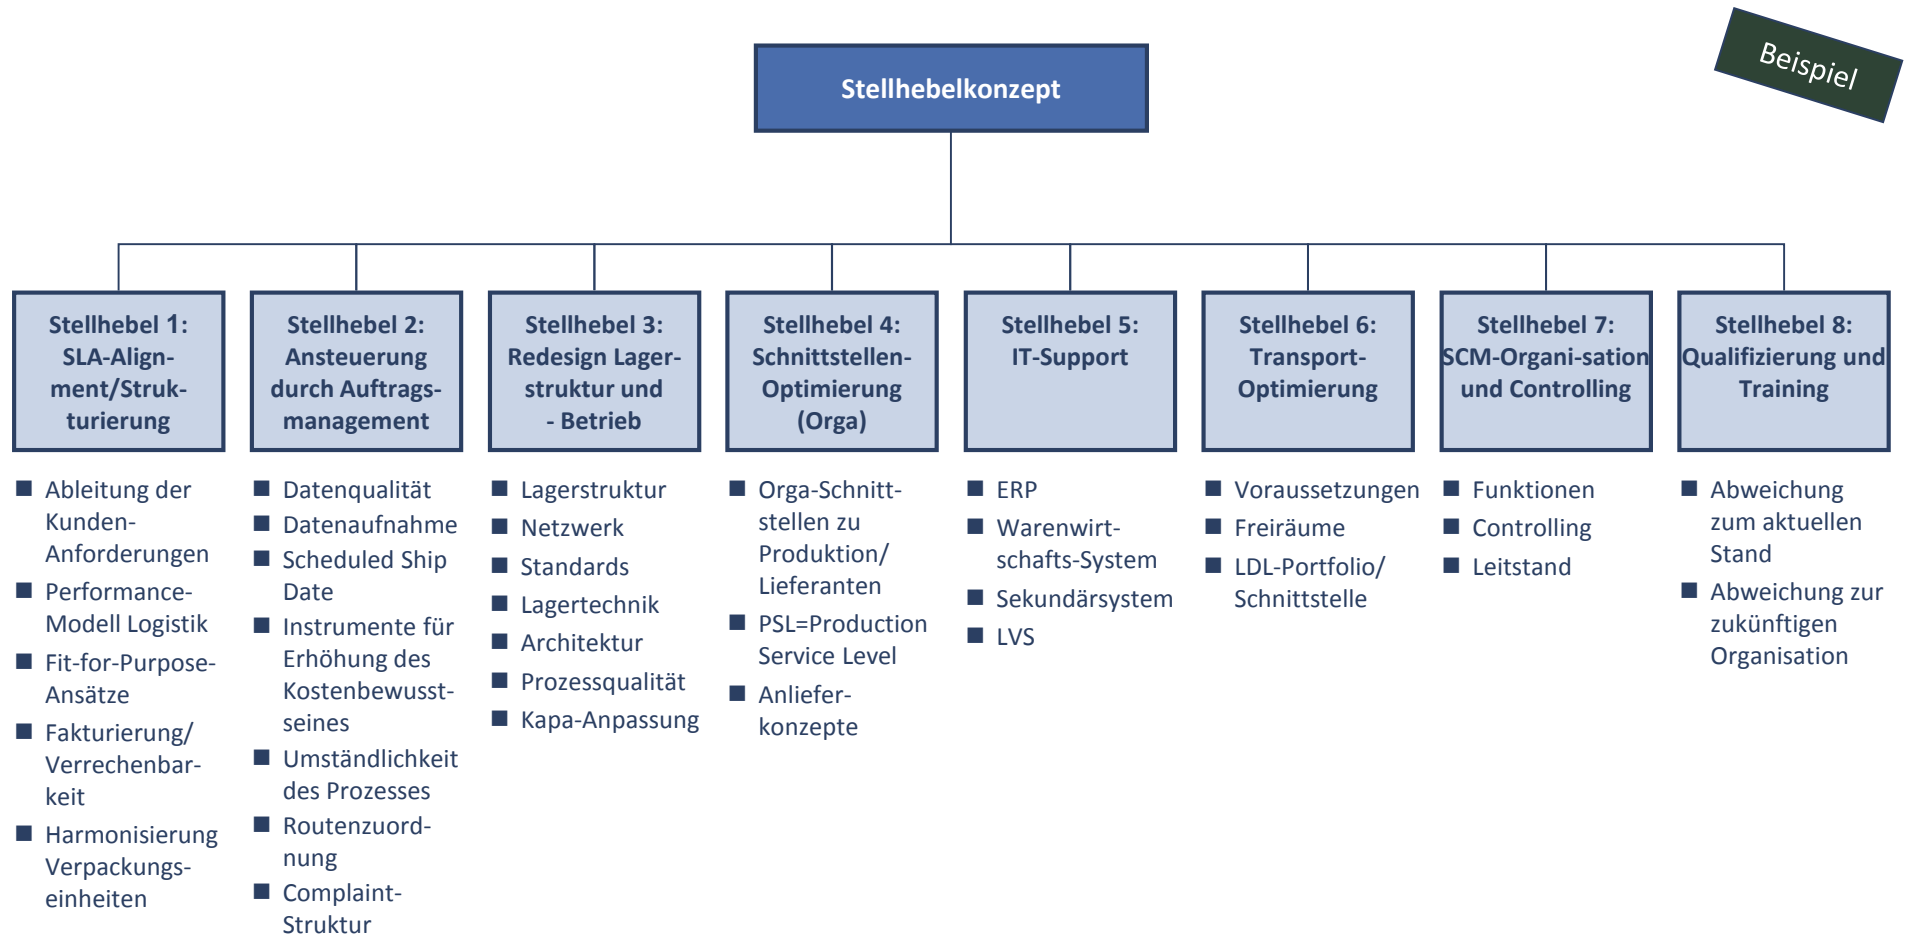 Beispiel
Stellhebelkonzept
Stellhebel 1:
SLA-Align-
ment/Struk-
turierung
■ Ableitung der
Kunden-
Anforderungen
■ Performance-
Modell Logistik
■ Fit-for-Purpose-
Ansätze
■ Fakturierung/
Verrechenbar-
keit
■ Harmonisierung
Verpackungs-
einheiten
Stellhebel 2:
Ansteuerung
durch Auftrags-
management
■ Datenqualität
■ Datenaufnahme
■ Scheduled Ship
Date
■ Instrumente für
Erhöhung des
Kostenbewusst-
seines
■ Umständlichkeit
des Prozesses
■ Routenzuord-
nung
■ Complaint-
Struktur
Stellhebel 3:
Redesign Lager-
struktur und
- Betrieb
■ Lagerstruktur
■ Netzwerk
■ Standards
■ Lagertechnik
■ Architektur
■ Prozessqualität
■ Kapa-Anpassung
Stellhebel 4:
Schnittstellen-
Optimierung
(Orga)
■ Orga-Schnitt-
stellen zu
Produktion/
Lieferanten
■ PSL=Production
Service Level
■ Anliefer-
konzepte
Stellhebel 5:
IT-Support
■ ERP
■ Warenwirt-
schafts-System
■ Sekundärsystem
■ LVS
Stellhebel 6:
Transport-
Optimierung
■ Voraussetzungen
■ Freiräume
■ LDL-Portfolio/
Schnittstelle
Stellhebel 7:
SCM-Organi-sation
und Controlling
■ Funktionen
■ Controlling
■ Leitstand
Stellhebel 8:
Qualifizierung und
Training
■ Abweichung
zum aktuellen
Stand
■ Abweichung zur
zukünftigen
Organisation